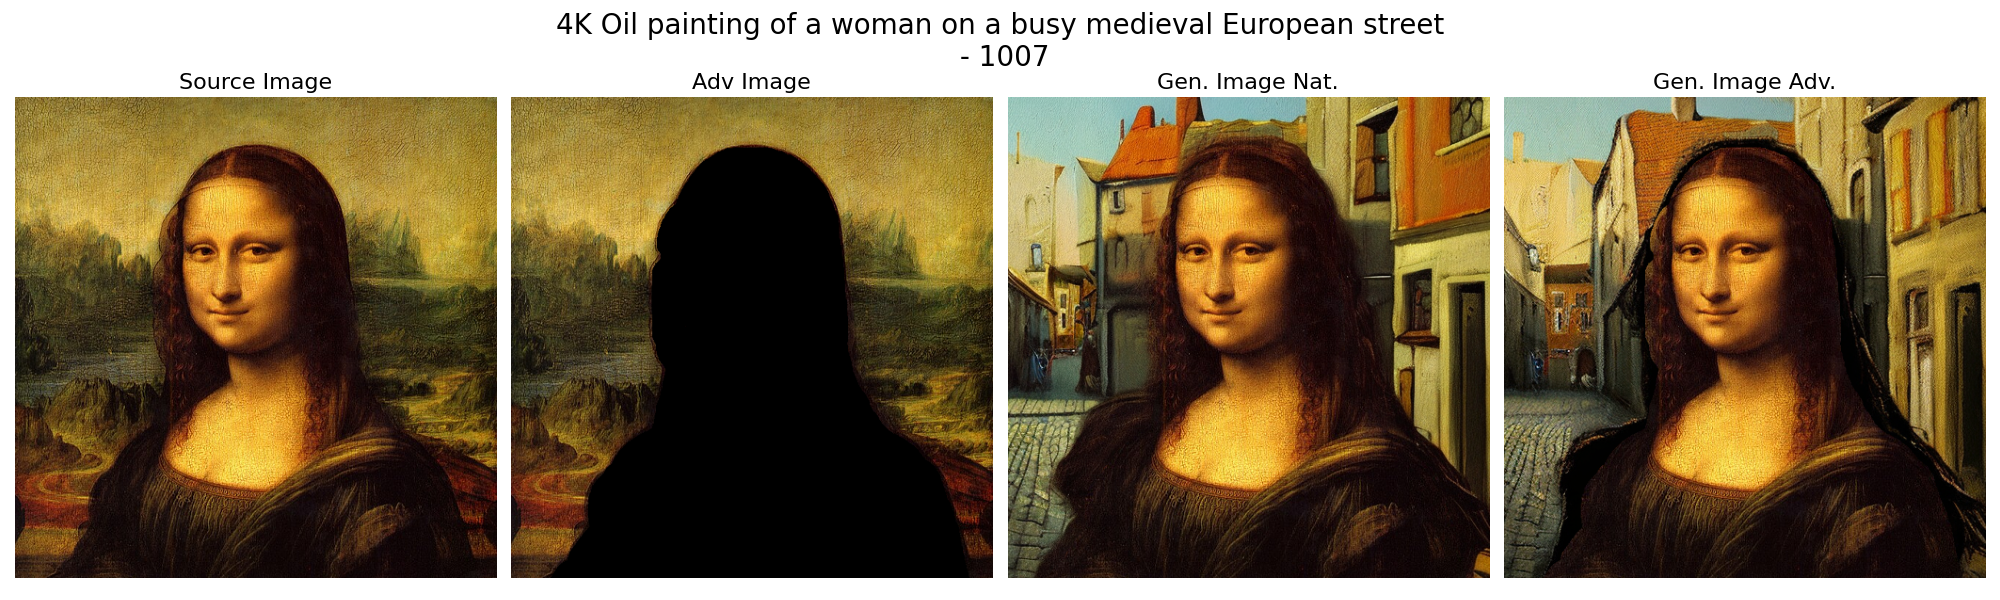 4K Oil painting of a woman on a busy medieval European street
- 1007
Source Image
Adv Image
Gen. Image Nat.
Gen. Image Adv.